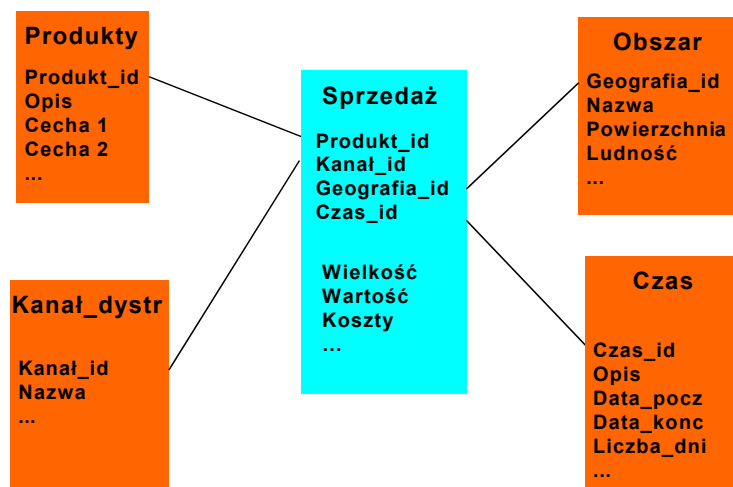 Produkty
Produkt_id
Opis
Cecha 1
Cecha 2
...
Kanał_dystr
Kanał_id
Nazwa
...
Sprzedaż
Produkt_id
Kanał_id
Geografia_id
Czas_id
Wielkość
Wartość
Koszty
...
Obszar
Geografia_id
Nazwa
Powierzchnia
Ludność
...
Czas
Czas_id
Opis
Data_pocz
Data_konc
Liczba_dni
...